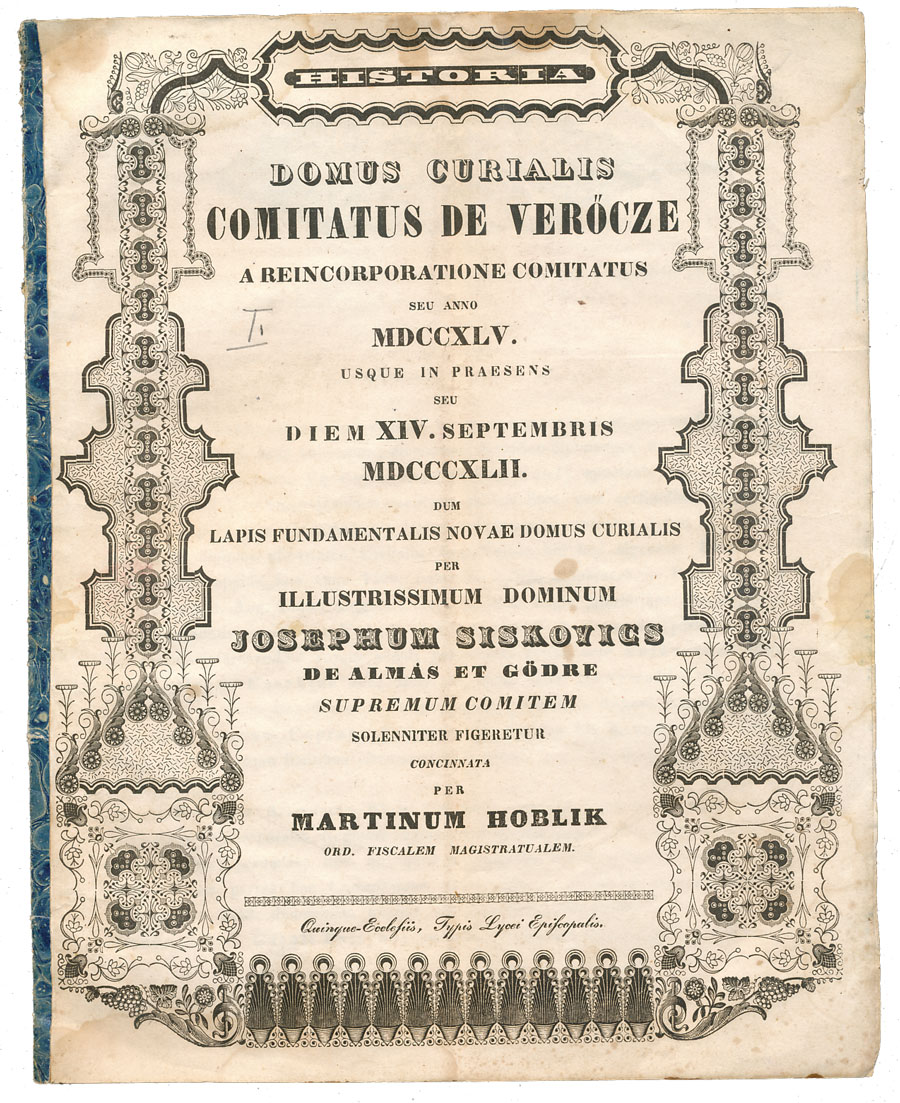 HISTORIA
DOMUS CURIALIS
COMITATUS DE VERŐCZE
A REINCORPORATIONE COMITATUS
SEU ANNO
I.
MDCCXLV.
USQUE IN PRAESENS
SEU
DIEM XIV. SEPTEMBRIS
MDCCCXLII.
DUM
LAPIS FUNDAMENTALIS NOVAE DOMUS CURIALIS
PER
ILLUSTRISSIMUM DOMINUM
JOSEPHUM SISKOVICS
DE ALMÁS ET GÖDRE
SUPREMUM COMITEM
SOLENNITER FIGERETUR
CONCINNATA
PER
MARTINUM HOBLIK
ORD. FISCALEM MAGISTRATUALEM.
Quinque-Ecclesiis, Typis Lycei Epiſcopalis.